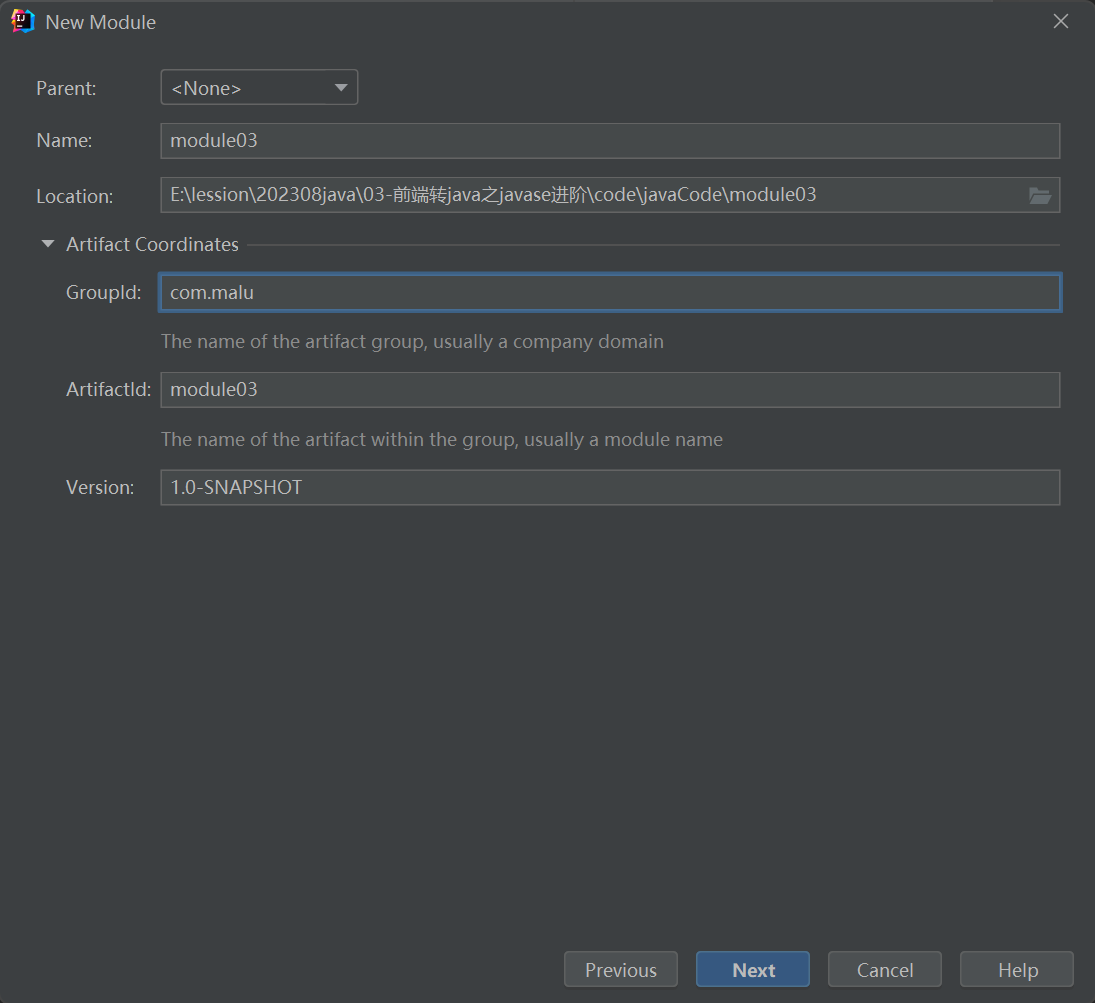 New Module
Parent: <None>
Name: module03
Location: E:\lession\202308java\03-前端转java之javase进阶\code\javaCode\module03
Artifact Coordinates
GroupId: com.malu
The name of the artifact group, usually a company domain
ArtifactId: module03
The name of the artifact within the group, usually a module name
Version: 1.0-SNAPSHOT
Previous Next Cancel Help